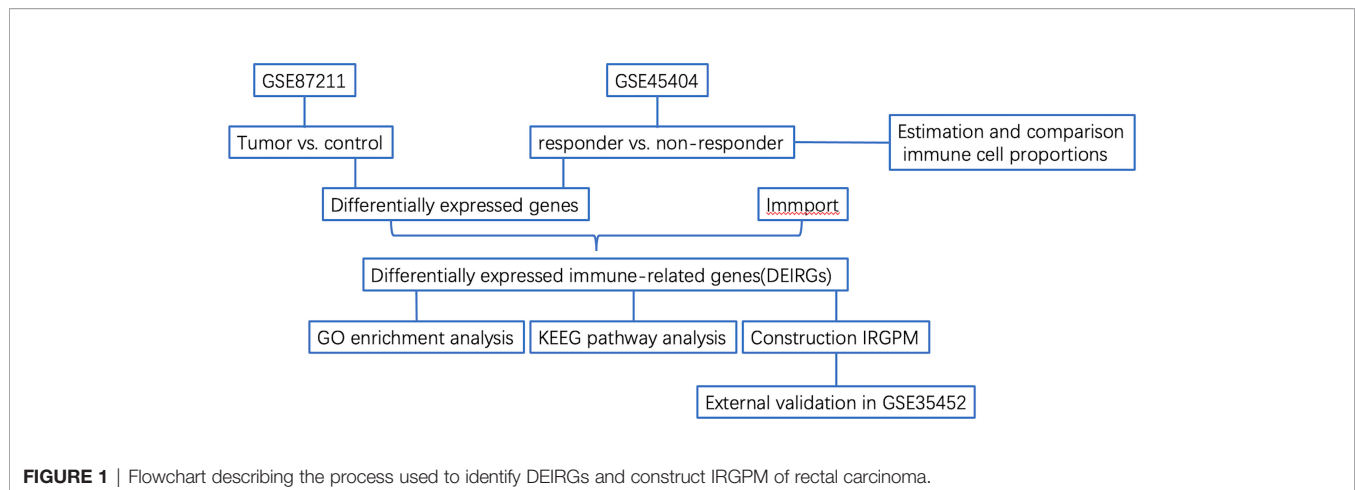 GSE87211
GSE45404
Tumor vs. control
responder vs. non-responder
Estimation and comparison
immune cell proportions
Differentially expressed genes
Immport
Differentially expressed immune-related genes(DEIRGs)
GO enrichment analysis
KEEG pathway analysis
Construction IRGPM
External validation in GSE35452
FIGURE 1 | Flowchart describing the process used to identify DEIRGs and construct IRGPM of rectal carcinoma.